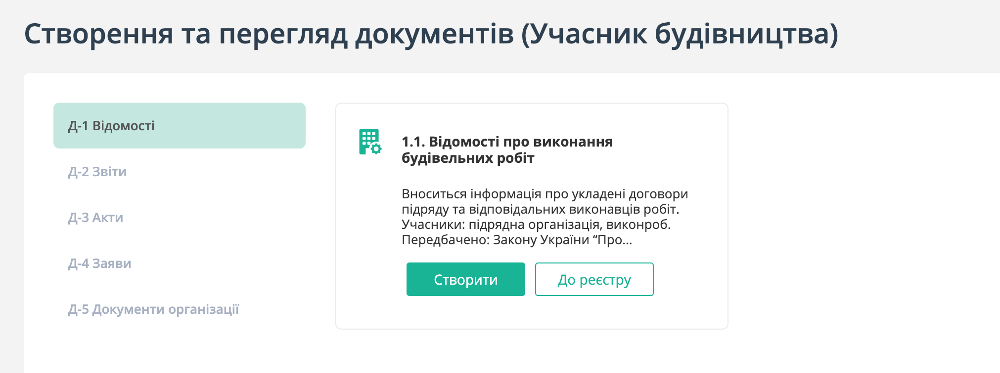 Створення та перегляд документів (Учасник будівництва)
Д-1 Відомості
Д-2 Звіти
Д-3 Акти
Д-4 Заяви
Д-5 Документи організації
1.1. Відомості про виконання
будівельних робіт
Вноситься інформація про укладені договори
підряду та відповідальних виконавців робіт.
Учасники: підрядна організація, виконроб.
Передбачено: Закону України “Про...
Створити
До реєстру